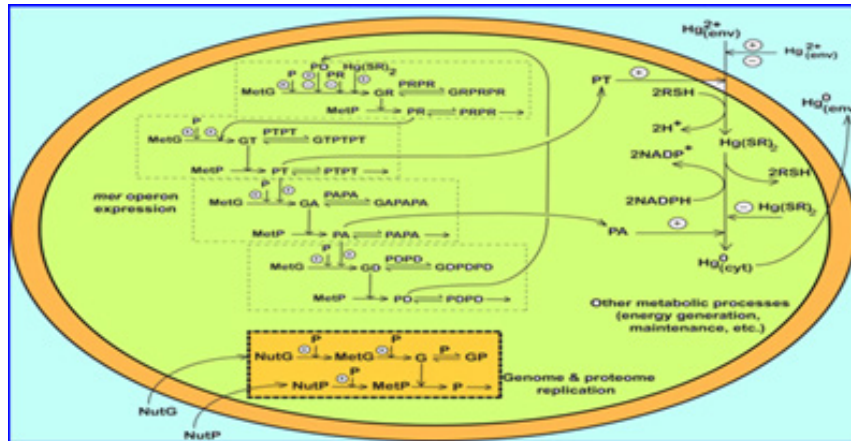 Hg2+(env)
Hg2+(env)
Hg0(env)
PD
P PR Hg(SR)2
MetG GR PRPR GRPRPR
MetP PR PRPR
P
MetG GT PTPT GTPTPT
MetP PT PTPT
P
MetG GA PAPA GAPAPA
MetP PA PAPA
P
MetG GD PDPD GDPDPD
MetP PD PDPD
mer operon
expression
PT +
2RSH
2H+
Hg(SR)2
2NADP+
2RSH
2NADPH
− Hg(SR)2
PA +
Hg0(cyt)
Other metabolic processes
(energy generation,
maintenance, etc.)
P P
NutG MetG G P GP
P
NutP MetP P
Genome & proteome
replication
NutG
NutP